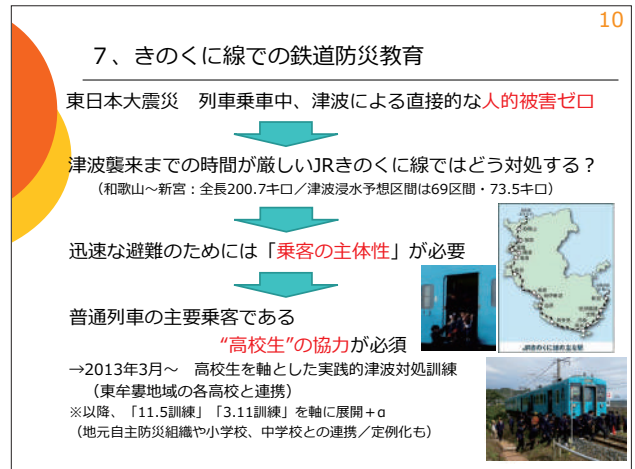 10
７、きのくに線での鉄道防災教育
東日本大震災　列車乗車中、津波による直接的な人的被害ゼロ
津波襲来までの時間が厳しいJRきのくに線ではどう対処する？
（和歌山～新宮：全長200.7キロ／津波浸水予想区間は69区間・73.5キロ）
迅速な避難のためには「乗客の主体性」が必要
普通列車の主要乗客である
“高校生”の協力が必須
→2013年3月～　高校生を軸とした実践的津波対処訓練
（東牟婁地域の各高校と連携）
※以降、「11.5訓練」「3.11訓練」を軸に展開＋α
（地元自主防災組織や小学校、中学校との連携／定例化も）
JRきのくに線の主な駅